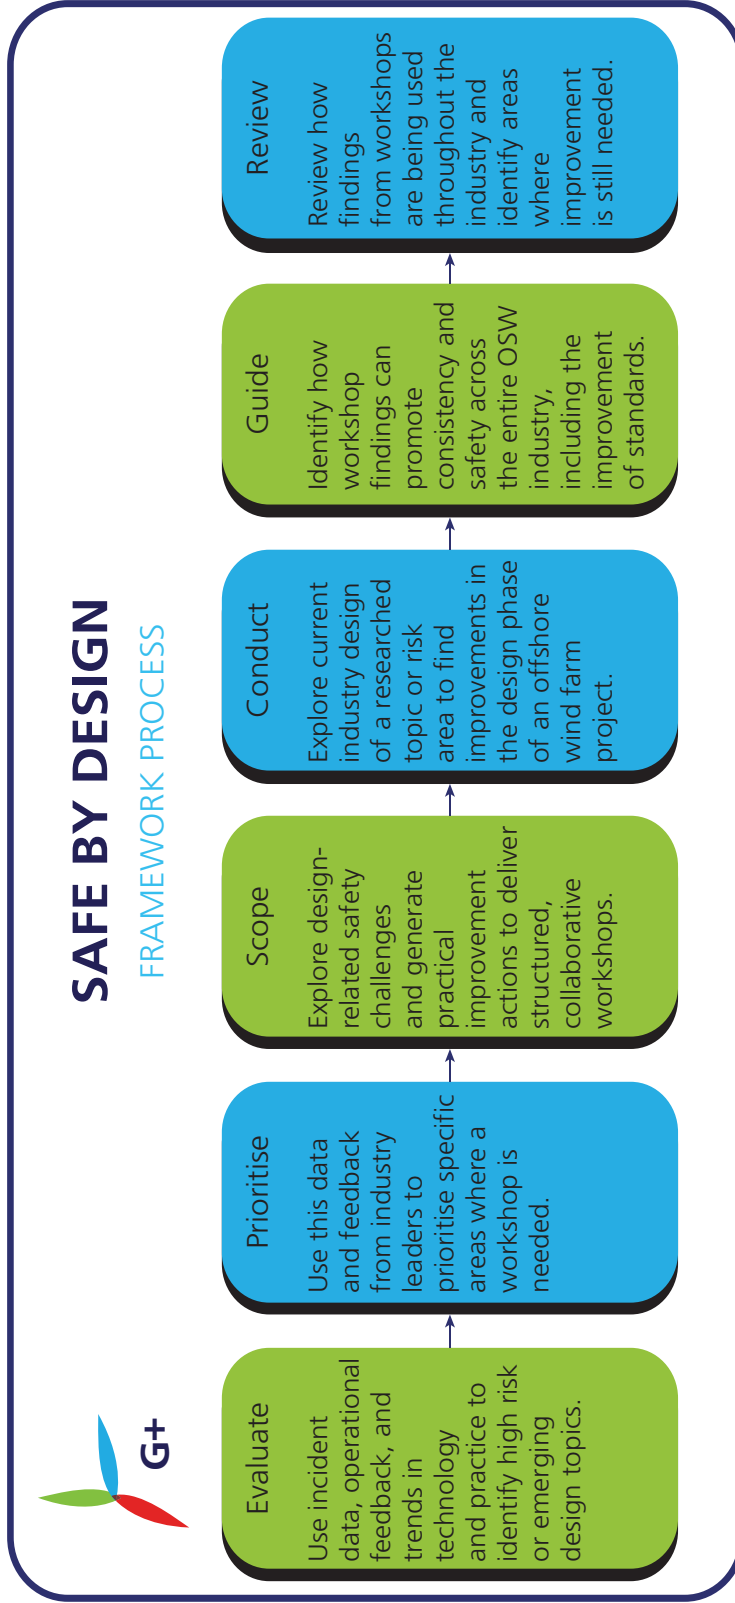 G+
SAFE BY DESIGN
FRAMEWORK PROCESS
Evaluate
Use incident
data, operational
feedback, and
trends in
technology
and practice to
identify high risk
or emerging
design topics.
Prioritise
Use this data
and feedback
from industry
leaders to
prioritise specific
areas where a
workshop is
needed.
Scope
Explore design-
related safety
challenges
and generate
practical
improvement
actions to deliver
structured,
collaborative
workshops.
Conduct
Explore current
industry design
of a researched
topic or risk
area to find
improvements in
the design phase
of an offshore
wind farm
project.
Guide
Identify how
workshop
findings can
promote
consistency and
safety across
the entire OSW
industry,
including the
improvement
of standards.
Review
Review how
findings
from workshops
are being used
throughout the
industry and
identify areas
where
improvement
is still needed.